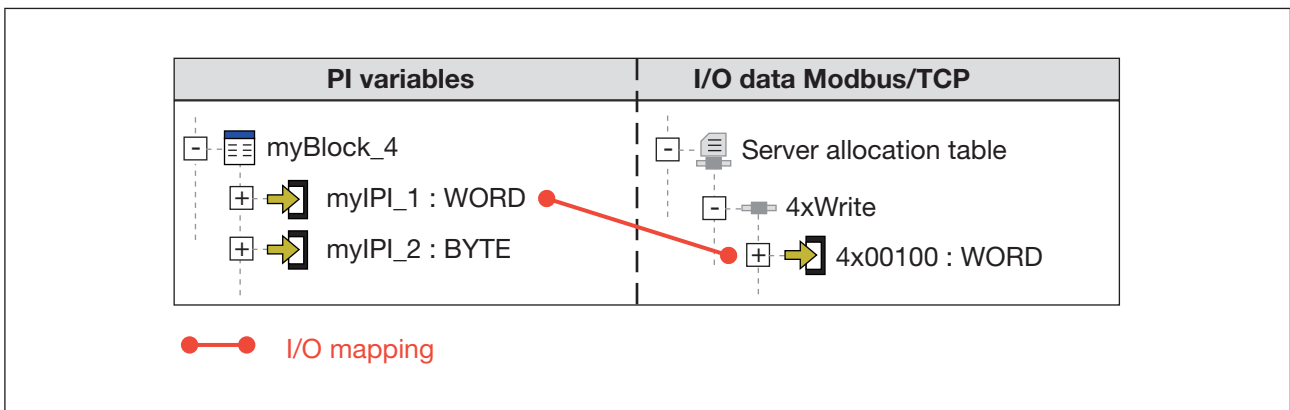 PI variables
I/O data Modbus/TCP
myBlock_4
Server allocation table
myIPI_1 : WORD
4xWrite
myIPI_2 : BYTE
4x00100 : WORD
I/O mapping